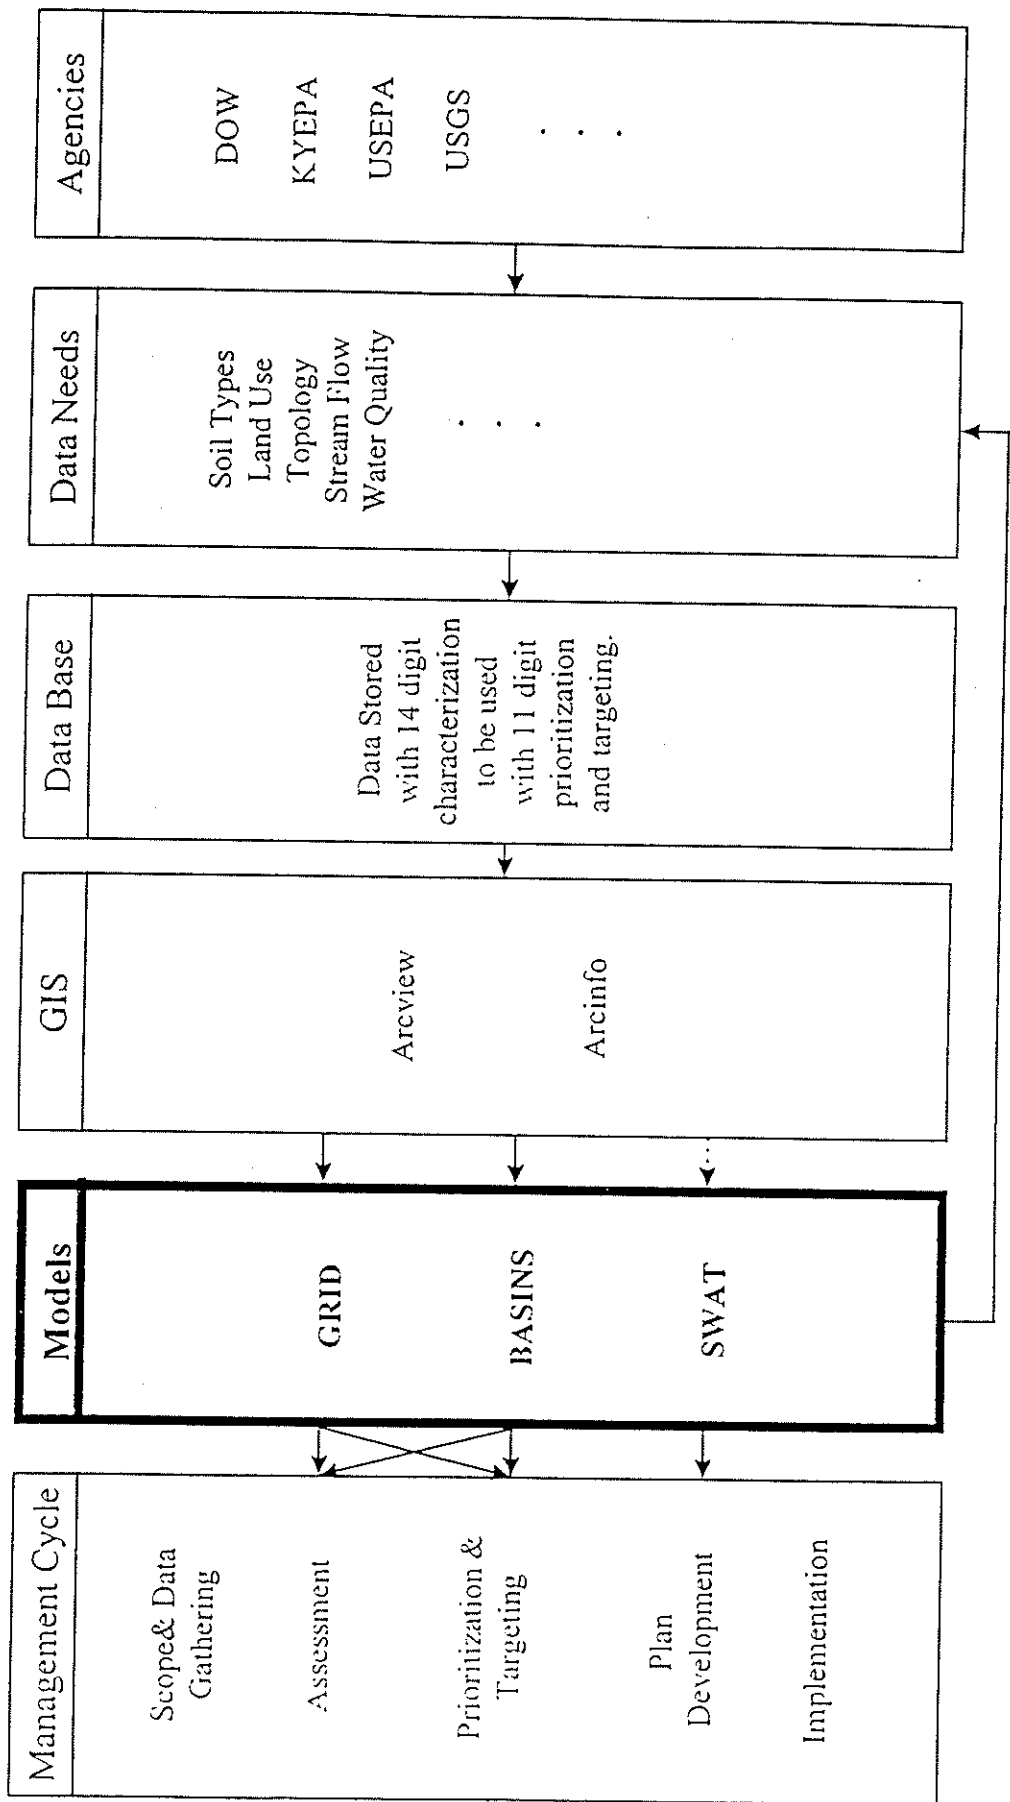 Management Cycle
Scope& Data
Gathering
Assessment
Prioritization &
Targeting
Plan
Development
Implementation
Models
GRID
BASINS
SWAT
GIS
Arcview
Arcinfo
Data Base
Data Stored
with 14 digit
characterization
to be used
with 11 digit
prioritization
and targeting.
Data Needs
Soil Types
Land Use
Topology
Stream Flow
Water Quality
. . .
Agencies
DOW
KYEPA
USEPA
USGS
. . .